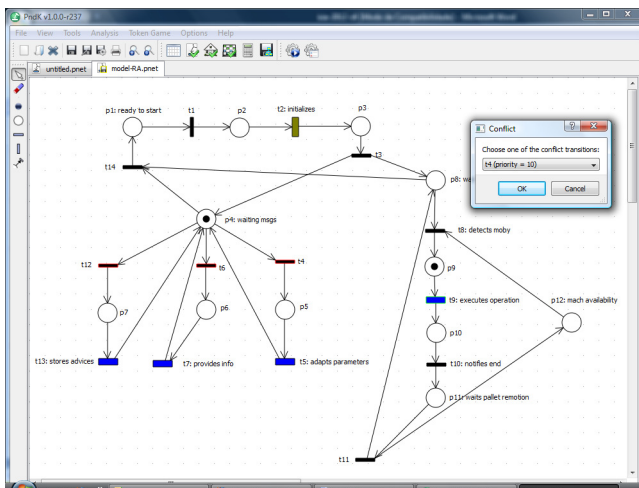 PndK v1.0.0-r237
File View Tools Analysis Token Game Options Help
untitled.pnet model-RA.pnet
p1: ready to start
t1
p2
t2: initializes
p3
t3
t14
Conflict
Choose one of the conflict transitions:
t4 (priority = 10)
OK
Cancel
p4: waiting msgs
t8: detects moby
t12
t6
t4
p9
p7
p6
p5
t9: executes operation
p12: mach availability
p10
t13: stores advices
t7: provides info
t5: adapts parameters
t10: notifies end
p11: waits pallet remotion
t11